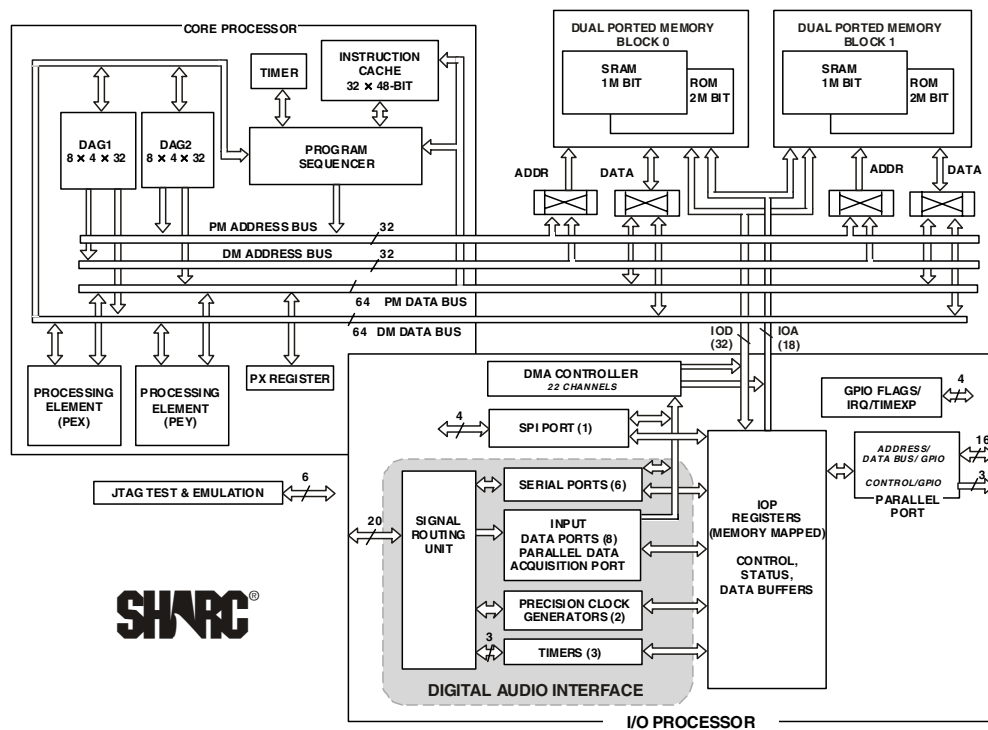 CORE PROCESSOR
TIMER
INSTRUCTION
CACHE
32 × 48-BIT
DAG1
8 × 4 × 32
DAG2
8 × 4 × 32
PROGRAM
SEQUENCER
PM ADDRESS BUS
32
DM ADDRESS BUS
32
64
PM DATA BUS
64
DM DATA BUS
PROCESSING
ELEMENT
(PEX)
PROCESSING
ELEMENT
(PEY)
PX REGISTER
DUAL PORTED MEMORY
BLOCK 0
SRAM
1M BIT
ROM
2M BIT
DUAL PORTED MEMORY
BLOCK 1
SRAM
1M BIT
ROM
2M BIT
ADDR
DATA
ADDR
DATA
IOD
(32)
IOA
(18)
DMA CONTROLLER
22 CHANNELS
GPIO FLAGS/
IRQ/TIMEXP
4
4
SPI PORT (1)
ADDRESS/
DATA BUS/ GPIO
CONTROL/GPIO
PARALLEL
PORT
16
3
JTAG TEST & EMULATION
6
20
SIGNAL
ROUTING
UNIT
SERIAL PORTS (6)
INPUT
DATA PORTS (8)
PARALLEL DATA
ACQUISITION PORT
PRECISION CLOCK
GENERATORS (2)
3
TIMERS (3)
IOP
REGISTERS
(MEMORY MAPPED)
CONTROL,
STATUS,
DATA BUFFERS
DIGITAL AUDIO INTERFACE
I/O PROCESSOR
SHARC®